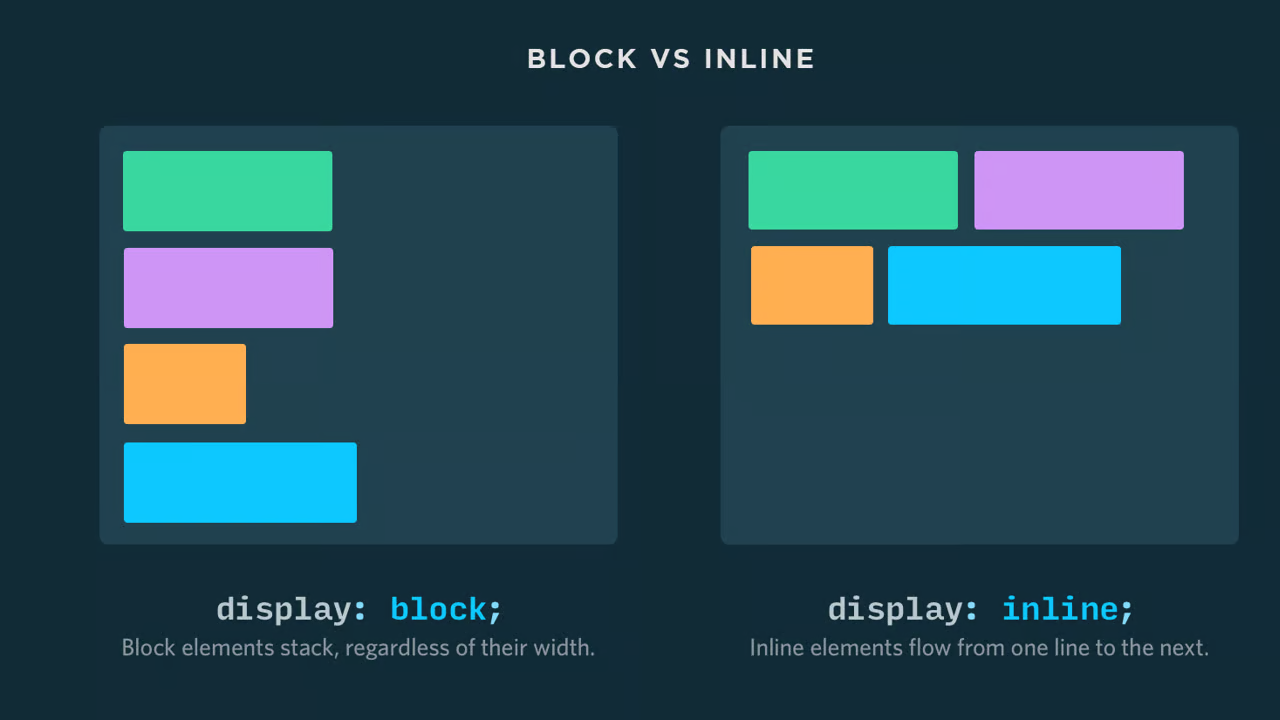 BLOCK VS INLINE
display: block;
Block elements stack, regardless of their width.
display: inline;
Inline elements flow from one line to the next.